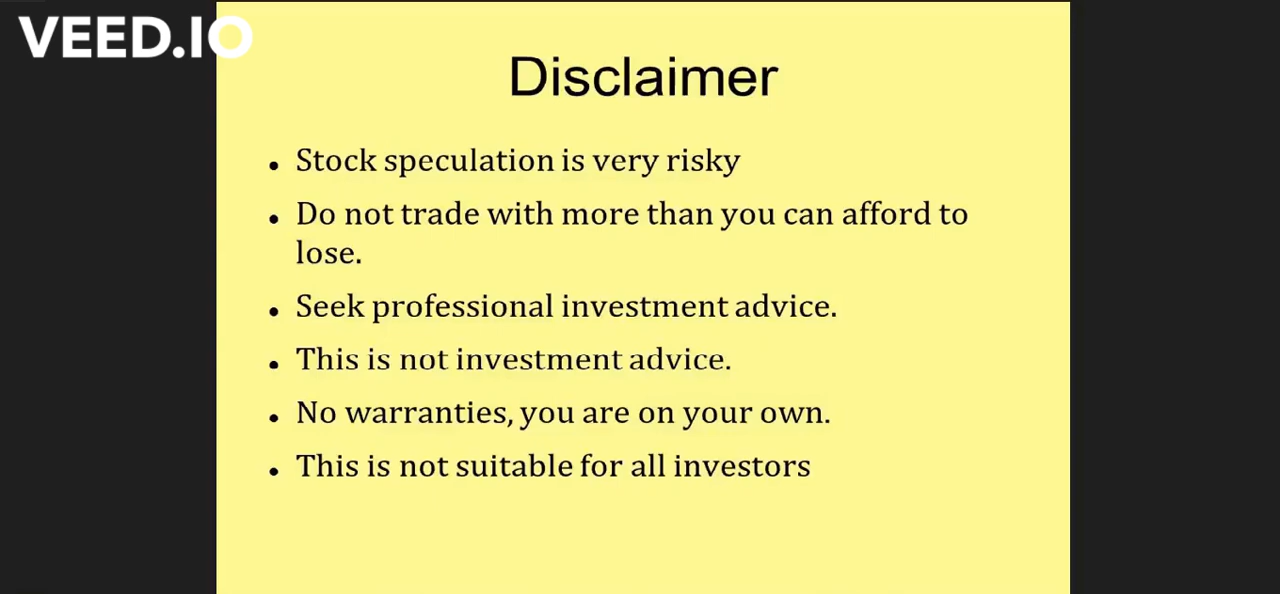 VEED.IO
Disclaimer
• Stock speculation is very risky
• Do not trade with more than you can afford to
lose.
• Seek professional investment advice.
• This is not investment advice.
• No warranties, you are on your own.
• This is not suitable for all investors